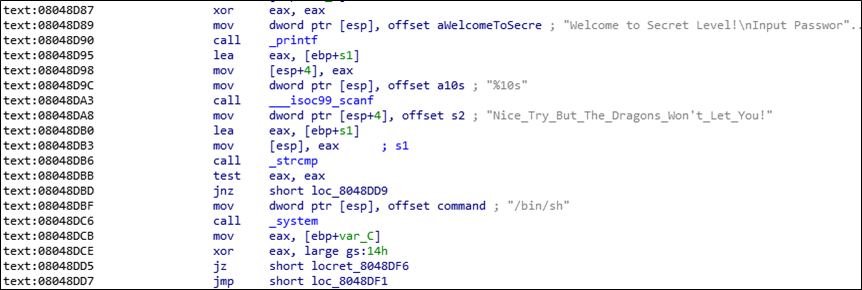 text:08048D87 xor eax, eax
text:08048D89 mov dword ptr [esp], offset aWelcomeToSecre ; "Welcome to Secret Level!\nInput Passwor"..
text:08048D90 call _printf
text:08048D95 lea eax, [ebp+s1]
text:08048D98 mov [esp+4], eax
text:08048D9C mov dword ptr [esp], offset a10s ; "%10s"
text:08048DA3 call ___isoc99_scanf
text:08048DA8 mov dword ptr [esp+4], offset s2 ; "Nice_Try_But_The_Dragons_Won't_Let_You!"
text:08048DB0 lea eax, [ebp+s1]
text:08048DB3 mov [esp], eax ; s1
text:08048DB6 call _strcmp
text:08048DBB test eax, eax
text:08048DBD jnz short loc_8048DD9
text:08048DBF mov dword ptr [esp], offset command ; "/bin/sh"
text:08048DC6 call _system
text:08048DCB mov eax, [ebp+var_C]
text:08048DCE xor eax, large gs:14h
text:08048DD5 jz short locret_8048DF6
text:08048DD7 jmp short loc_8048DF1